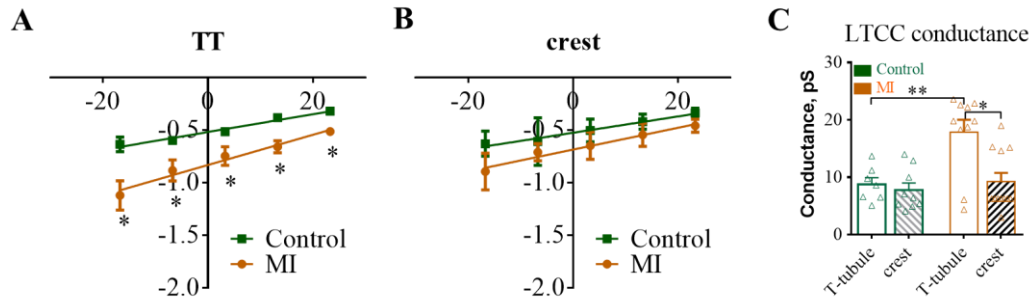 A
TT
-20
0
20
-0.5
-1.0
-1.5
-2.0
*
*
*
*
*
Control
MI
B
crest
-20
0
20
-0.5
-1.0
-1.5
-2.0
Control
MI
C
LTCC conductance
Conductance, pS
30
20
10
0
Control
MI
**
*
T-tubule
crest
T-tubule
crest